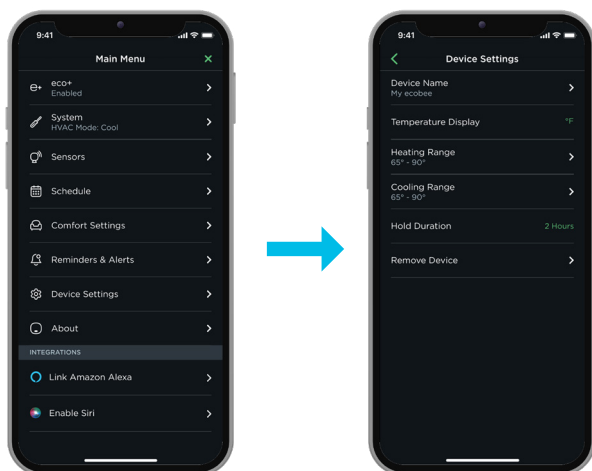 9:41
Main Menu
×
e+
eco+
Enabled
System
HVAC Mode: Cool
Sensors
Schedule
Comfort Settings
Reminders & Alerts
Device Settings
About
INTEGRATIONS
Link Amazon Alexa
Enable Siri
9:41
Device Settings
Device Name
My ecobee
Temperature Display °F
Heating Range
65° - 90°
Cooling Range
65° - 90°
Hold Duration 2 Hours
Remove Device